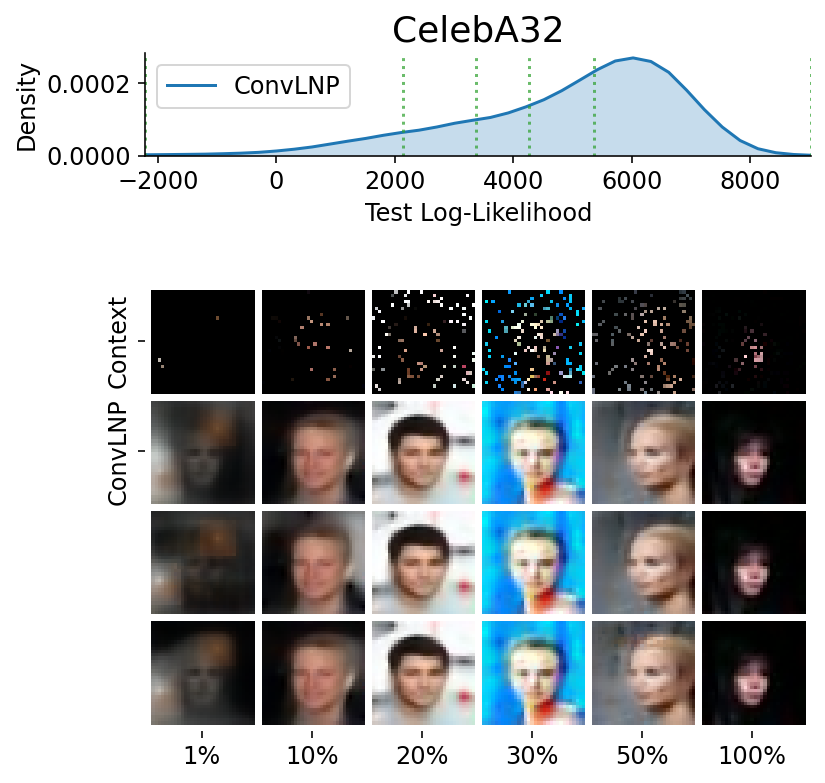 CelebA32
Density
0.0002
0.0000
ConvLNP
−2000 0 2000 4000 6000 8000
Test Log-Likelihood
Context
ConvLNP
1% 10% 20% 30% 50% 100%